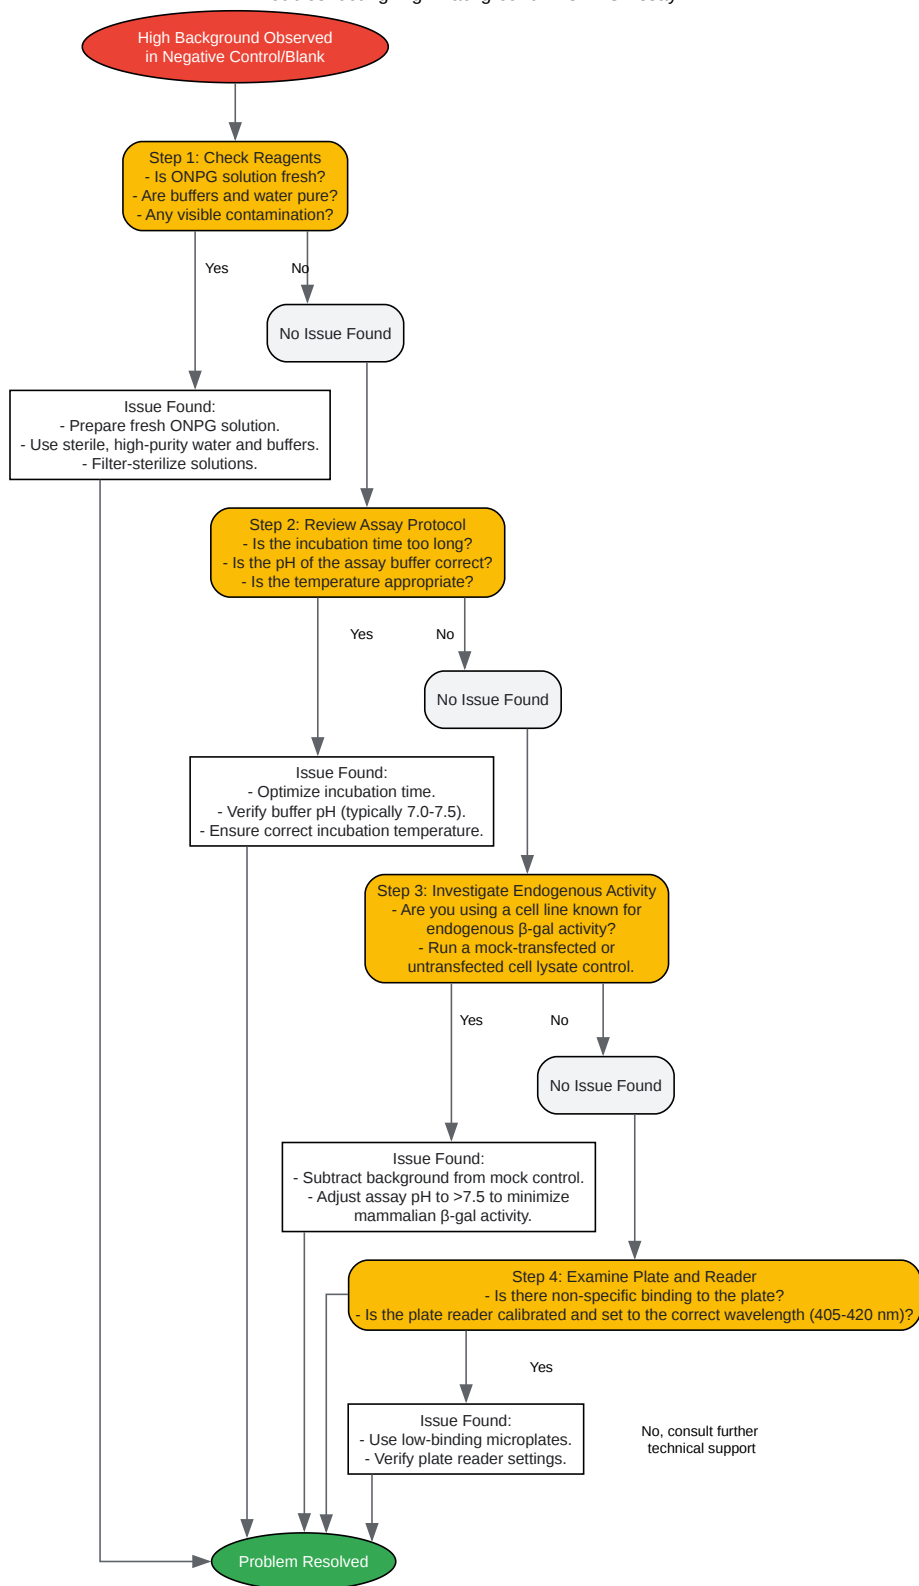 High Background Observed
in Negative Control/Blank
Step 1: Check Reagents
- Is ONPG solution fresh?
- Are buffers and water pure?
- Any visible contamination?
Yes
No
No Issue Found
Issue Found:
- Prepare fresh ONPG solution.
- Use sterile, high-purity water and buffers.
- Filter-sterilize solutions.
Step 2: Review Assay Protocol
- Is the incubation time too long?
- Is the pH of the assay buffer correct?
- Is the temperature appropriate?
Yes
No
No Issue Found
Issue Found:
- Optimize incubation time.
- Verify buffer pH (typically 7.0-7.5).
- Ensure correct incubation temperature.
Step 3: Investigate Endogenous Activity
- Are you using a cell line known for
endogenous β-gal activity?
- Run a mock-transfected or
untransfected cell lysate control.
Yes
No
No Issue Found
Issue Found:
- Subtract background from mock control.
- Adjust assay pH to >7.5 to minimize
mammalian β-gal activity.
Step 4: Examine Plate and Reader
- Is there non-specific binding to the plate?
- Is the plate reader calibrated and set to the correct wavelength (405-420 nm)?
Yes
Issue Found:
- Use low-binding microplates.
- Verify plate reader settings.
No, consult further
technical support
Problem Resolved